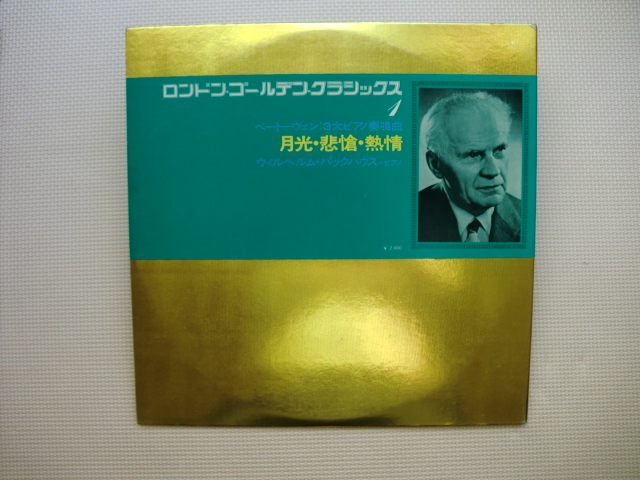 ロンドン・ゴールデン・クラシックス
1
ベートーヴェン/3大ピアノ奏鳴曲
月光・悲愴・熱情
ウィルヘルム・バックハウス・ピアノ